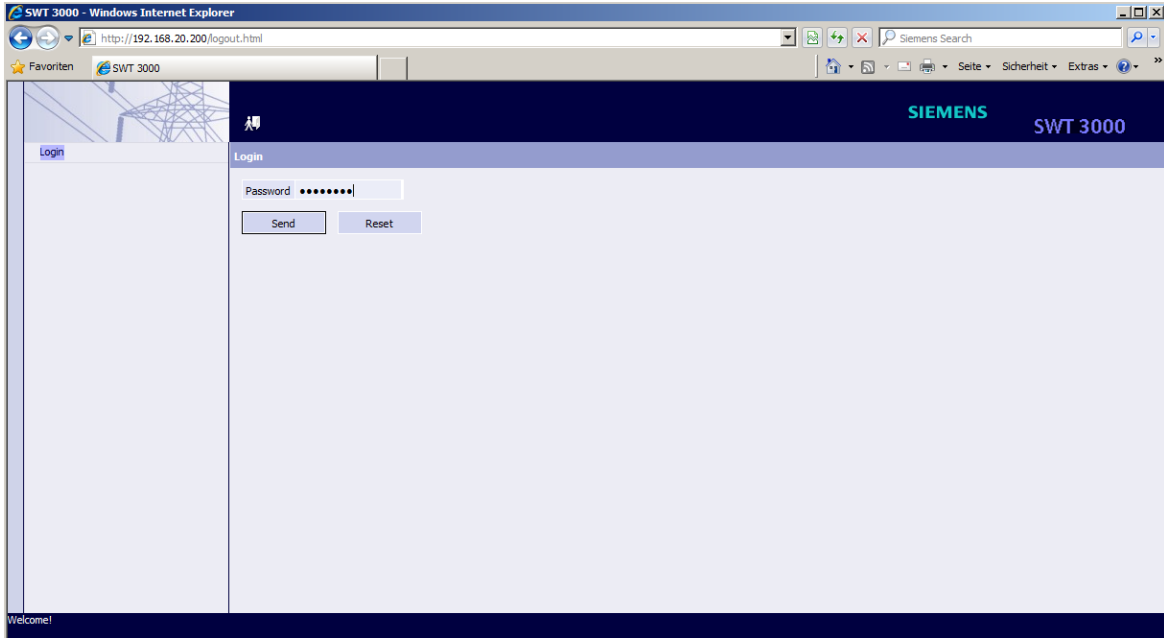 SWT 3000 - Windows Internet Explorer
http://192.168.20.200/logout.html
Siemens Search
Favoriten
SWT 3000
Seite
Sicherheit
Extras
»
SIEMENS
SWT 3000
Login
Login
Password ••••••••
Send
Reset
Welcome!